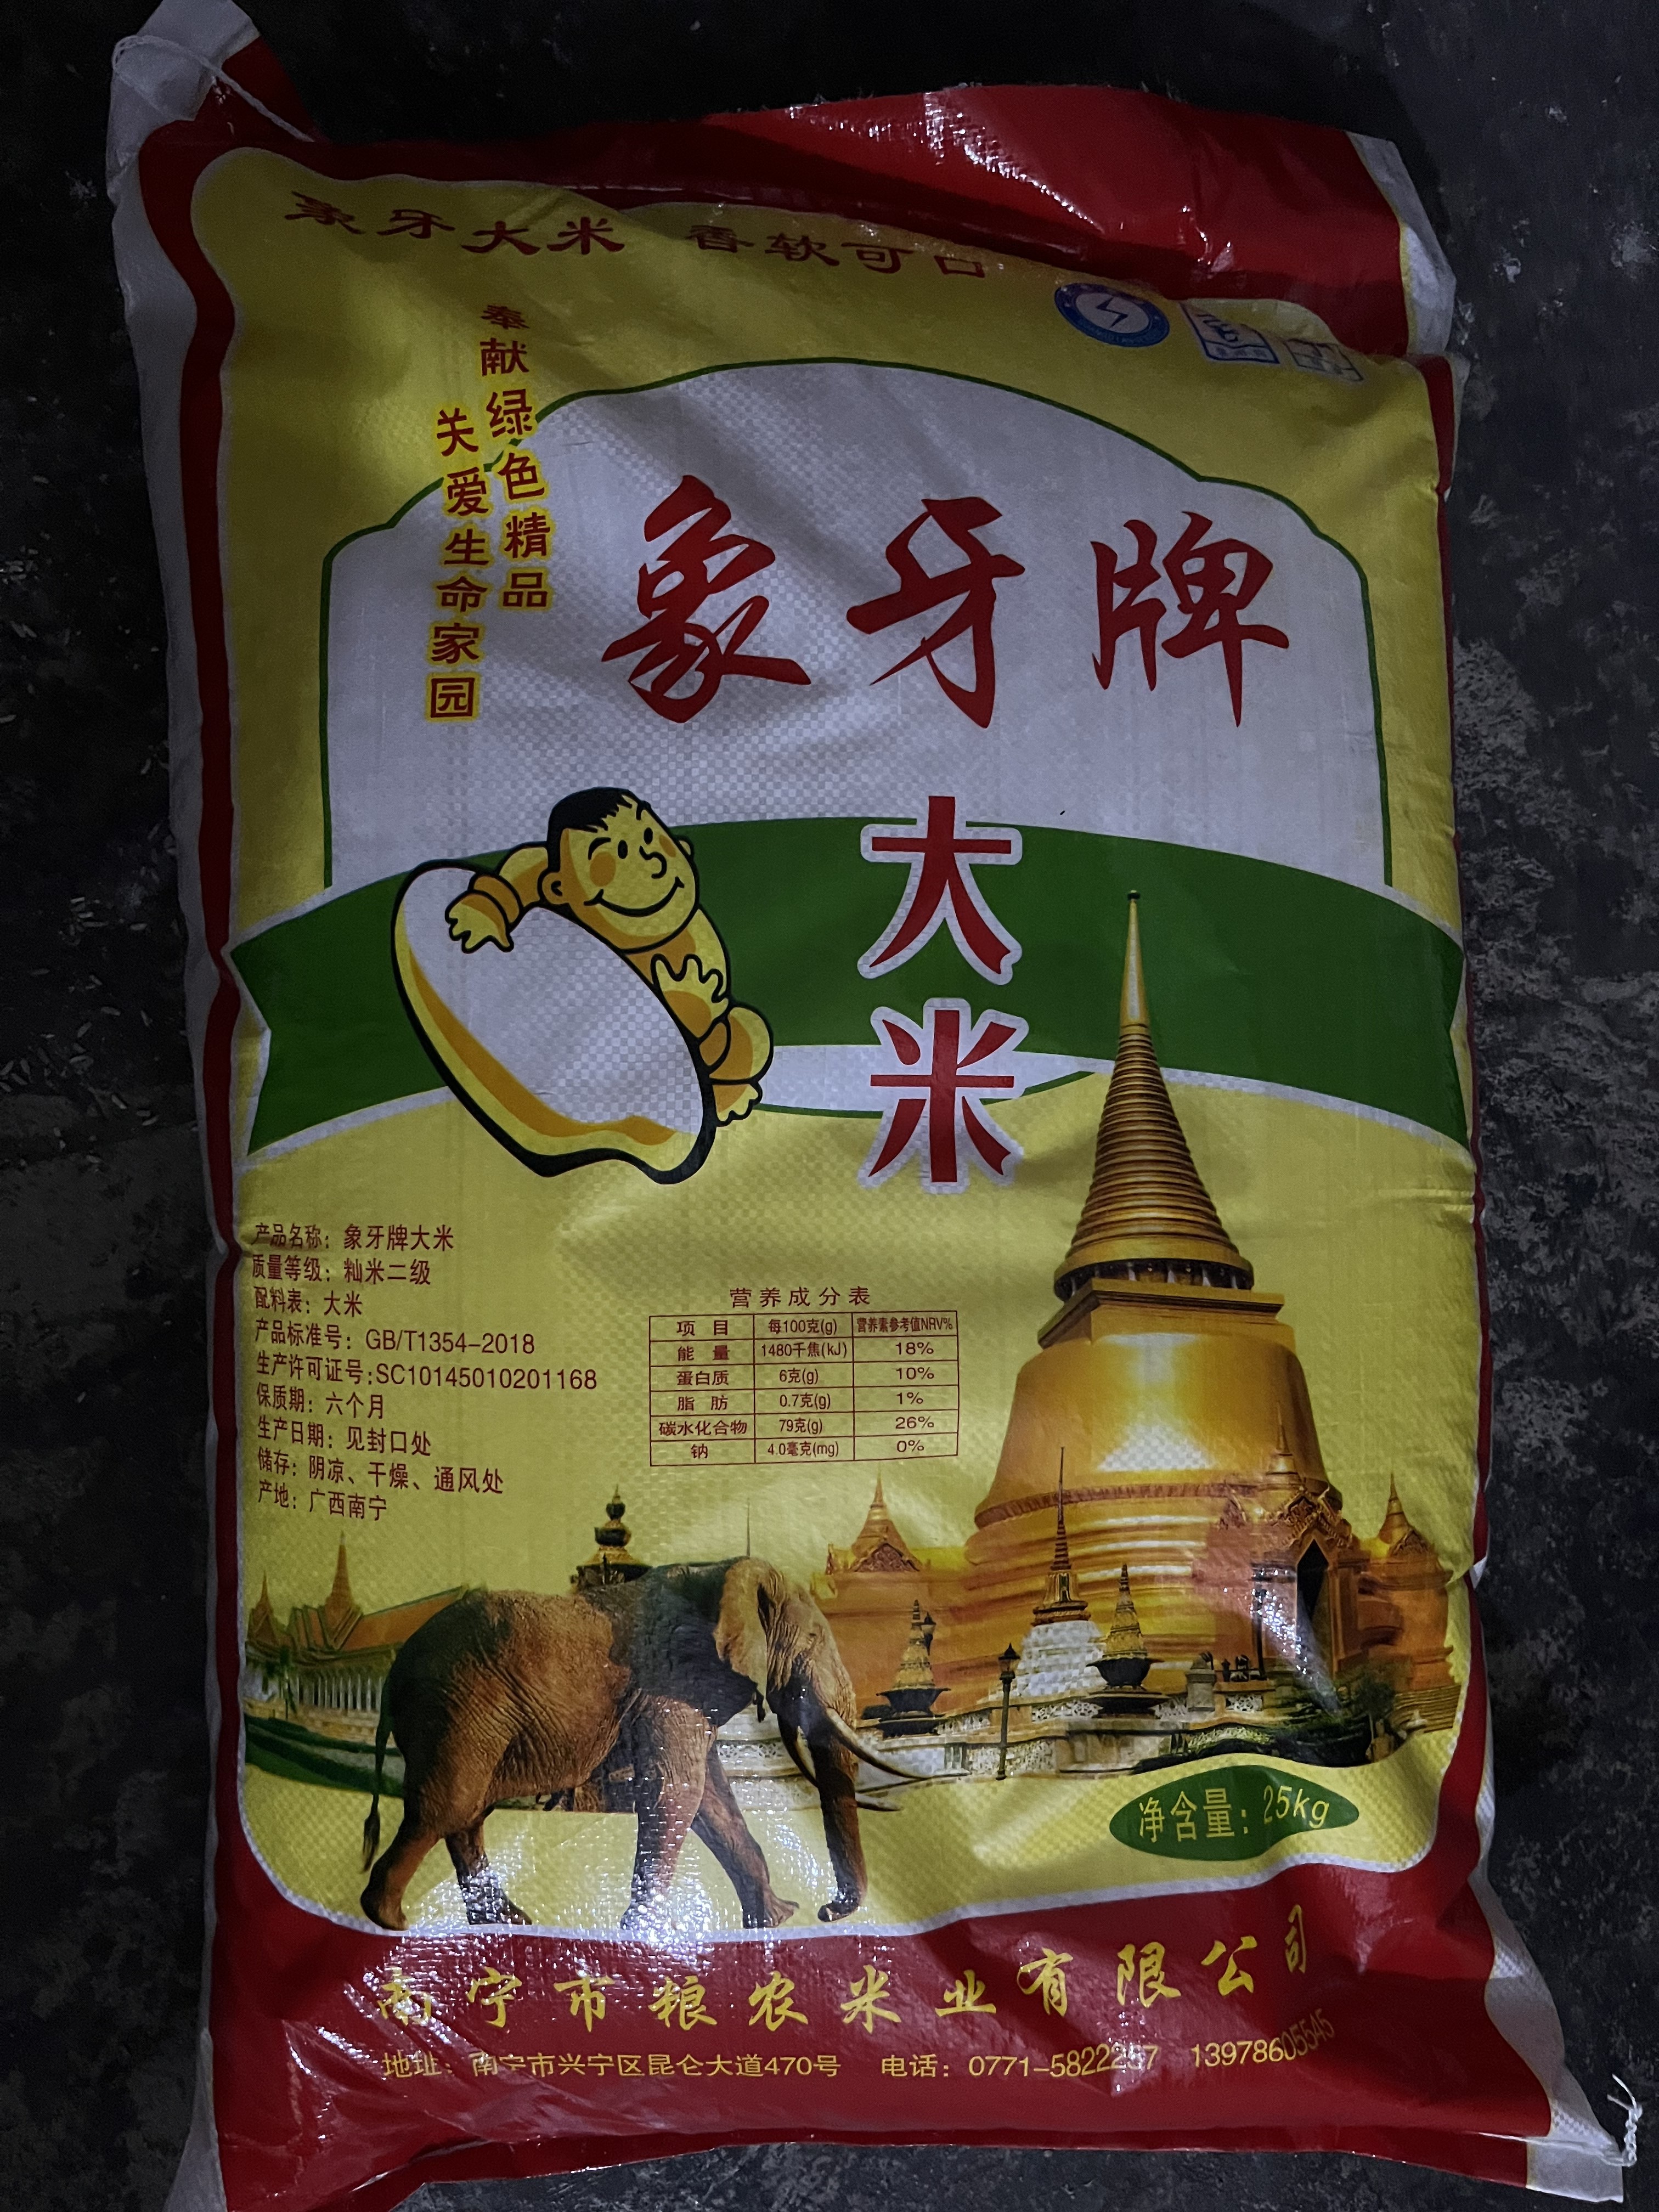 象牙大米 香软可口
奉献绿色精品
关爱生命家园
象牙牌
大米
产品名称：象牙牌大米
质量等级：籼米二级
配料表：大米
产品标准号：GB/T1354-2018
生产许可证号:SC10145010201168
保质期：六个月
生产日期：见封口处
储存：阴凉、干燥、通风处
产地：广西南宁
营养成分表
项目 每100克(g) 营养素参考值NRV%
能量 1480千焦(kJ) 18%
蛋白质 6克(g) 10%
脂肪 0.7克(g) 1%
碳水化合物 79克(g) 26%
钠 4.0毫克(mg) 0%
净含量：25kg
南宁市粮农米业有限公司
地址：南宁市兴宁区昆仑大道470号 电话：0771-5822257 13978605545